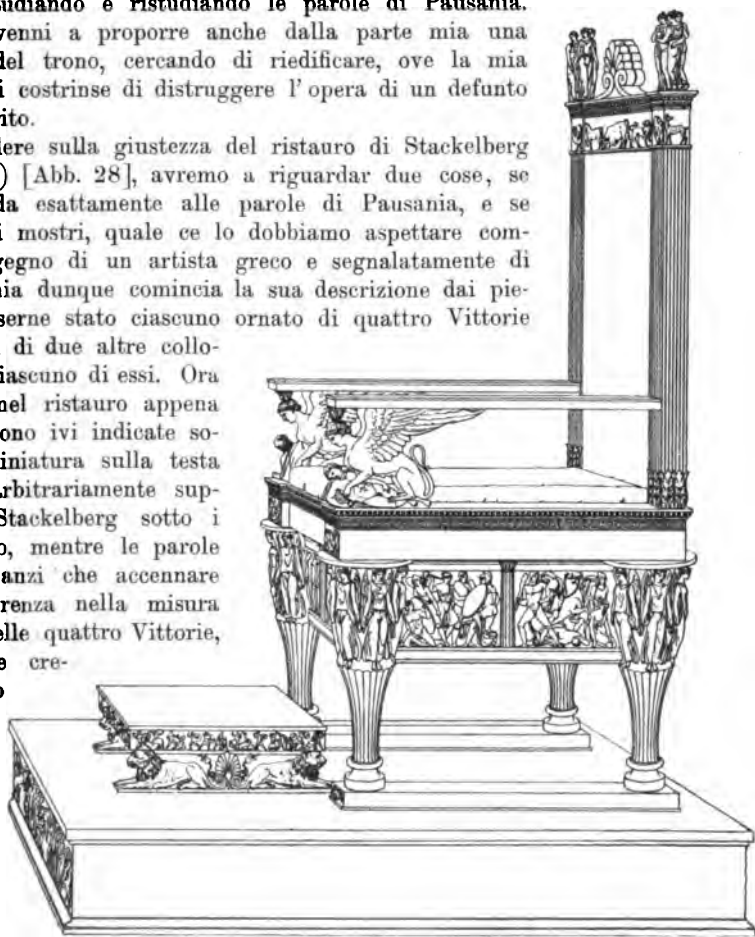 udiando e ristudiando le parole di Pausania.
venni a proporre anche dalla parte mia una
del trono, cercando di riedificare, ove la mia
i costrinse di distruggere l'opera di un defunto
rito.
dere sulla giustezza del ristauro di Stackelberg
) [Abb. 28], avremo a riguardar due cose, se
da esattamente alle parole di Pausania, e se
i mostri, quale ce lo dobbiamo aspettare com-
gegno di un artista greco e segnalatamente di
nia dunque comincia la sua descrizione dai pie-
serne stato ciascuno ornato di quattro Vittorie
di due altre collo-
iascuno di essi. Ora
nel ristauro appena
ono ivi indicate so-
iniatura sulla testa
rbitrariamente sup-
Stackelberg sotto i
o, mentre le parole
anzi che accennare
renza nella misura
elle quattro Vittorie,
e cre-
o